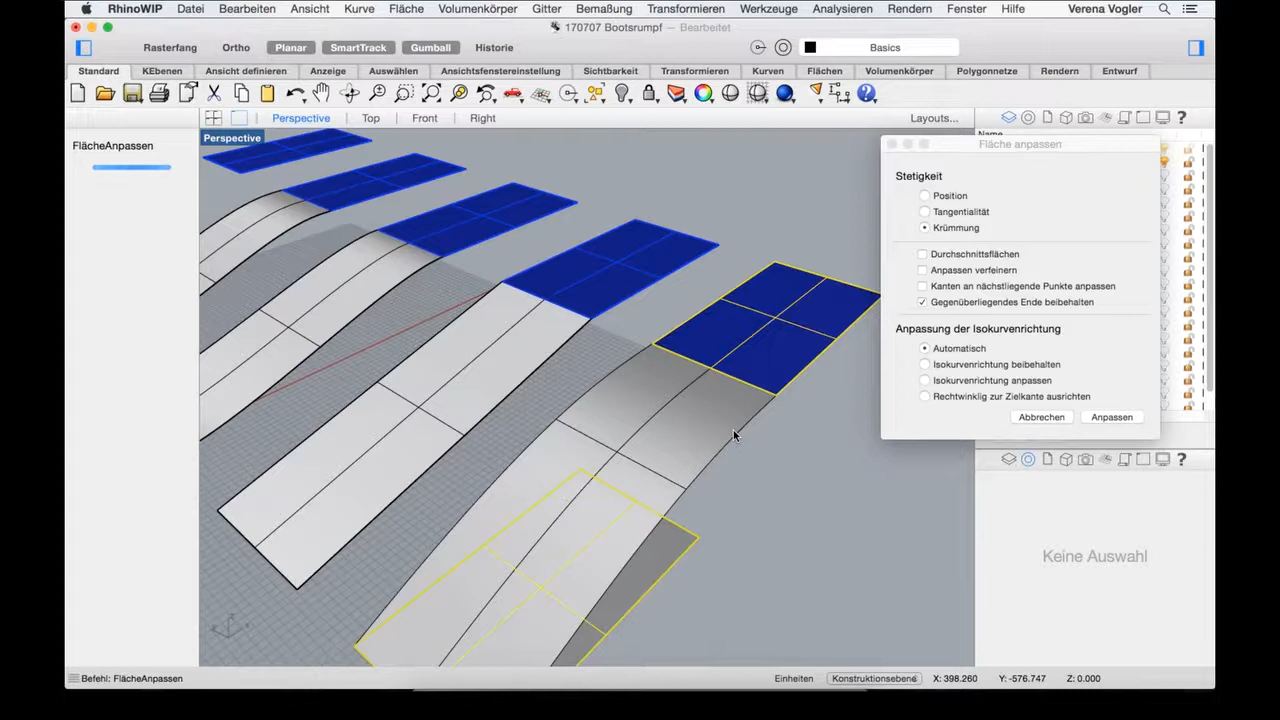 RhinoWIP Datei Bearbeiten Ansicht Kurve Fläche Volumenkörper Gitter Bemaßung Transformieren Werkzeuge Analysieren Rendern Fenster Hilfe Verena Vogler
170707 Bootsrumpf — Bearbeitet
Rasterfang Ortho Planar SmartTrack Gumball Historie Basics
Standard KEbenen Ansicht definieren Anzeige Auswählen Ansichtsfensterestellung Sichtbarkeit Transformieren Kurven Flächen Volumenkörper Polygonnetze Rendern Entwurf
Perspective Top Front Right Layouts...
Perspective
Name
FlächeAnpassen
Fläche anpassen
Stetigkeit
Position
Tangentialität
Krümmung
Durchschnittsflächen
Anpassen verfeinern
Kanten an nächstliegende Punkte anpassen
Gegenüberliegendes Ende beibehalten
Anpassung der Isokurvenrichtung
Automatisch
Isokurvenrichtung beibehalten
Isokurvenrichtung anpassen
Rechtwinklig zur Zielkante ausrichten
Abbrechen Anpassen
Keine Auswahl
Befehl: FlächeAnpassen Einheiten Konstruktionsebene X: 398.260 Y: -576.747 Z: 0.000